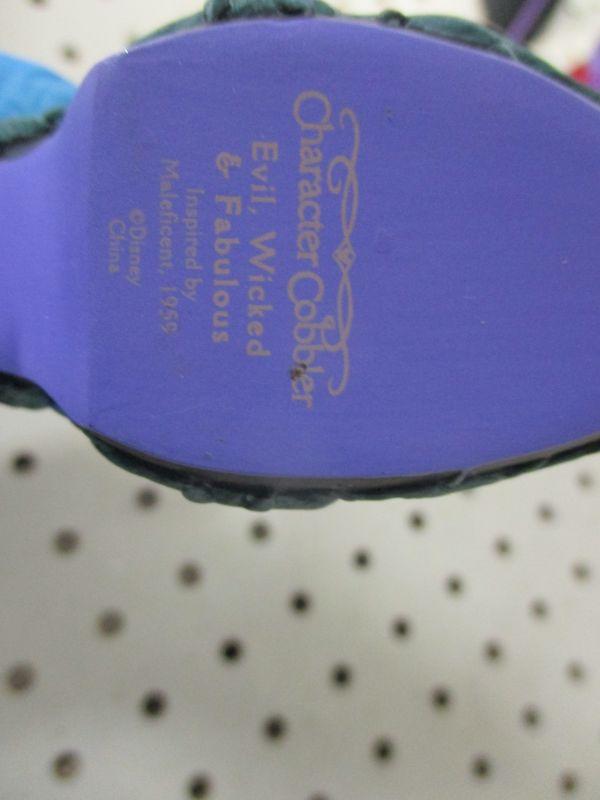 Character Cobbler
Evil, Wicked
& Fabulous
Inspired by
Maleficent, 1959
©Disney
China